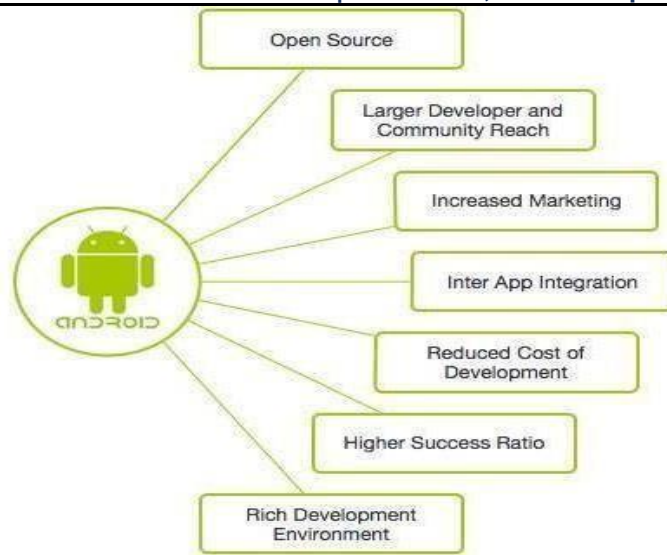 Open Source
Larger Developer and
Community Reach
Increased Marketing
Inter App Integration
ANDROID
Reduced Cost of
Development
Higher Success Ratio
Rich Development
Environment